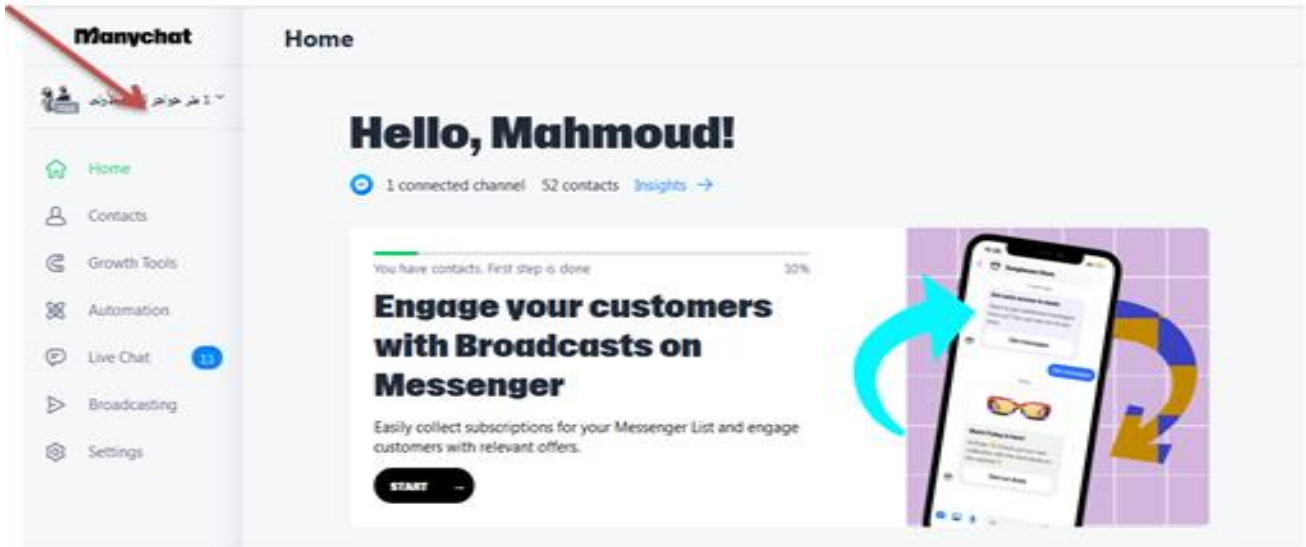 Manychat
Home
Home
Contacts
Growth Tools
Automation
Live Chat 13
Broadcasting
Settings
Hello, Mahmoud!
1 connected channel 52 contacts Insights →
You have contacts. First step is done 10%
Engage your customers
with Broadcasts on
Messenger
Easily collect subscriptions for your Messenger List and engage
customers with relevant offers.
START →